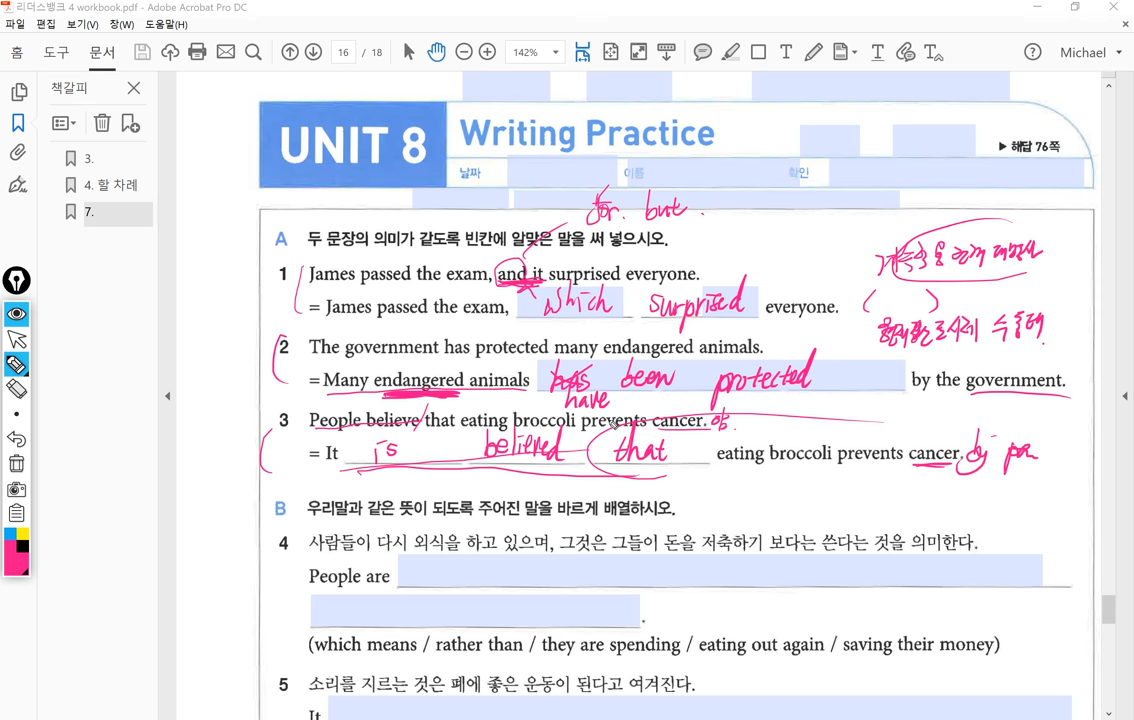 리더스뱅크 4 workbook.pdf - Adobe Acrobat Pro DC
파일 편집 보기(V) 창(W) 도움말(H)
홈 도구 문서 16 / 18 142% Michael
책갈피
3.
4. 할 차례
7.
UNIT 8 Writing Practice
▶ 해답 76쪽
날짜 이름 확인
for. but.
A 두 문장의 의미가 같도록 빈칸에 알맞은 말을 써 넣으시오.
1 James passed the exam, and it surprised everyone.
= James passed the exam, which surprised everyone.
2 The government has protected many endangered animals.
= Many endangered animals has been protected by the government.
have
3 People believe that eating broccoli prevents cancer.
= It is believed that eating broccoli prevents cancer. by
B 우리말과 같은 뜻이 되도록 주어진 말을 바르게 배열하시오.
4 사람들이 다시 외식을 하고 있으며, 그것은 그들이 돈을 저축하기 보다는 쓴다는 것을 의미한다.
People are
.
(which means / rather than / they are spending / eating out again / saving their money)
5 소리를 지르는 것은 폐에 좋은 운동이 된다고 여겨진다.
It